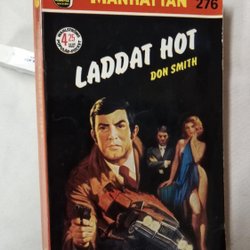 MANHATTAN
276
4.25
LADDAT HOT
DON SMITH